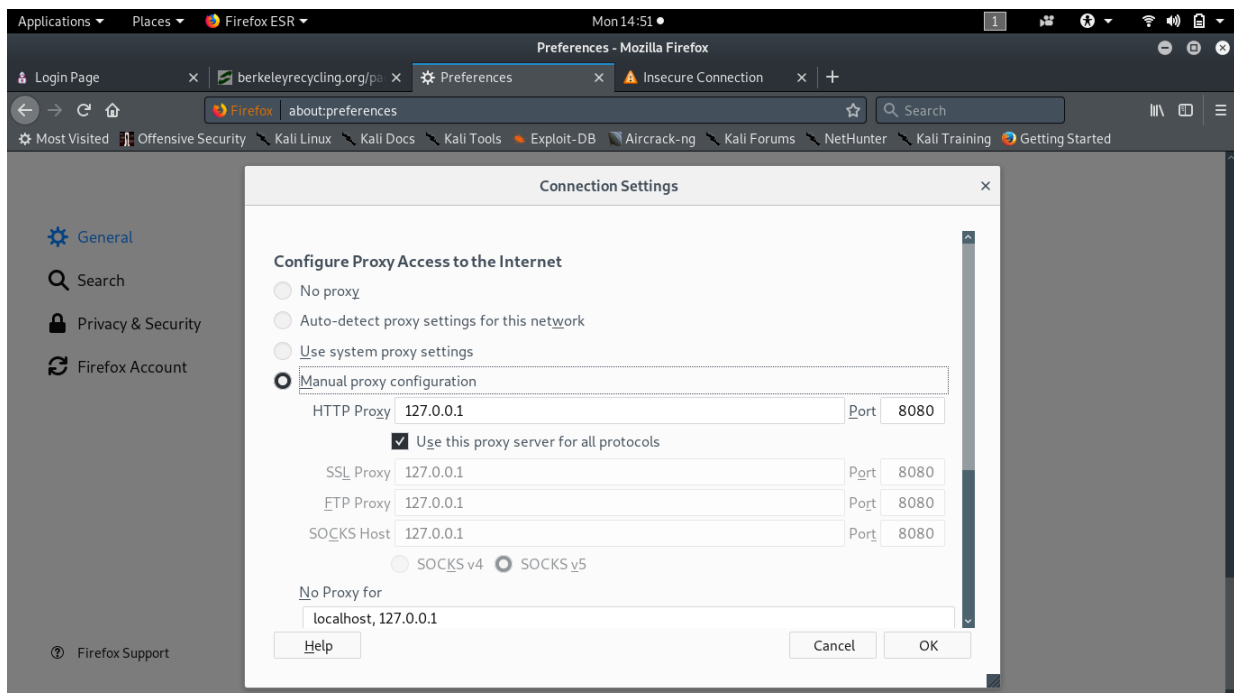 Applications Places Firefox ESR Mon 14:51 1
Preferences - Mozilla Firefox
Login Page berkeleyrecycling.org/pa Preferences Insecure Connection
Firefox about:preferences Search
Most Visited Offensive Security Kali Linux Kali Docs Kali Tools Exploit-DB Aircrack-ng Kali Forums NetHunter Kali Training Getting Started
Connection Settings
General
Search
Privacy & Security
Firefox Account
Firefox Support
Configure Proxy Access to the Internet
No proxy
Auto-detect proxy settings for this network
Use system proxy settings
Manual proxy configuration
HTTP Proxy 127.0.0.1 Port 8080
Use this proxy server for all protocols
SSL Proxy 127.0.0.1 Port 8080
FTP Proxy 127.0.0.1 Port 8080
SOCKS Host 127.0.0.1 Port 8080
SOCKS v4 SOCKS v5
No Proxy for
localhost, 127.0.0.1
Help Cancel OK